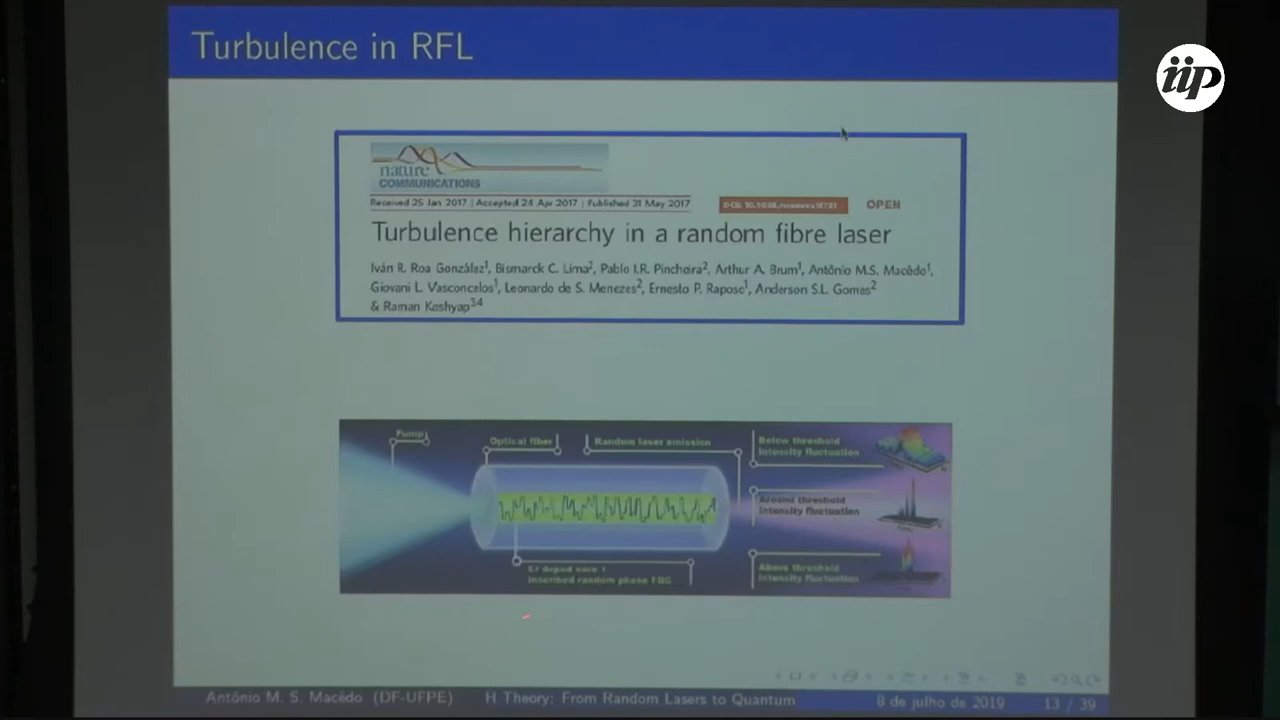 Turbulence in RFL
iip
nature
COMMUNICATIONS
Received 25 Jan 2017 | Accepted 24 Apr 2017 | Published 31 May 2017
OPEN
Turbulence hierarchy in a random fibre laser
Iván R. Roa González¹, Bismarck C. Lima², Pablo I.R. Pincheira², Arthur A. Brum¹, Antônio M.S. Macêdo¹,
Giovani L. Vasconcelos¹, Leonardo de S. Menezes², Ernesto P. Raposo¹, Anderson S.L. Gomes²
& Raman Kashyap³,⁴
Pump
Optical fiber
Random laser emission
Below threshold
intensity fluctuation
Around threshold
intensity fluctuation
Er doped core
inscribed random phase FBG
Above threshold
intensity fluctuation
Antônio M. S. Macêdo (DF-UFPE)
H Theory: From Random Lasers to Quantum
8 de julho de 2019
13 / 39